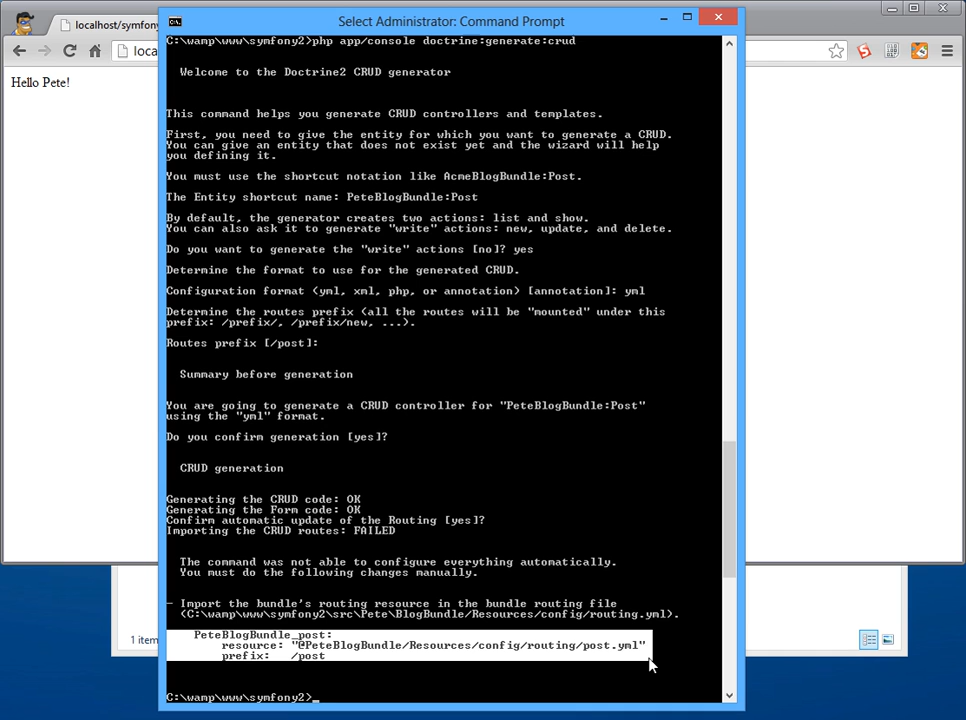 Select Administrator: Command Prompt
localhost/symfon
loca
Hello Pete!
C:\wamp\www\symfony2>php app/console doctrine:generate:crud
Welcome to the Doctrine2 CRUD generator
This command helps you generate CRUD controllers and templates.
First, you need to give the entity for which you want to generate a CRUD.
You can give an entity that does not exist yet and the wizard will help
you defining it.
You must use the shortcut notation like AcmeBlogBundle:Post.
The Entity shortcut name: PeteBlogBundle:Post
By default, the generator creates two actions: list and show.
You can also ask it to generate "write" actions: new, update, and delete.
Do you want to generate the "write" actions [no]? yes
Determine the format to use for the generated CRUD.
Configuration format (yml, xml, php, or annotation) [annotation]: yml
Determine the routes prefix (all the routes will be "mounted" under this
prefix: /prefix/, /prefix/new, ...).
Routes prefix [/post]:
Summary before generation
You are going to generate a CRUD controller for "PeteBlogBundle:Post"
using the "yml" format.
Do you confirm generation [yes]?
CRUD generation
Generating the CRUD code: OK
Generating the Form code: OK
Confirm automatic update of the Routing [yes]?
Importing the CRUD routes: FAILED
The command was not able to configure everything automatically.
You must do the following changes manually.
- Import the bundle's routing resource in the bundle routing file
(C:\wamp\www\symfony2\src\Pete\BlogBundle/Resources/config/routing.yml).
PeteBlogBundle_post:
resource: "@PeteBlogBundle/Resources/config/routing/post.yml"
prefix: /post
1 item
C:\wamp\www\symfony2>_